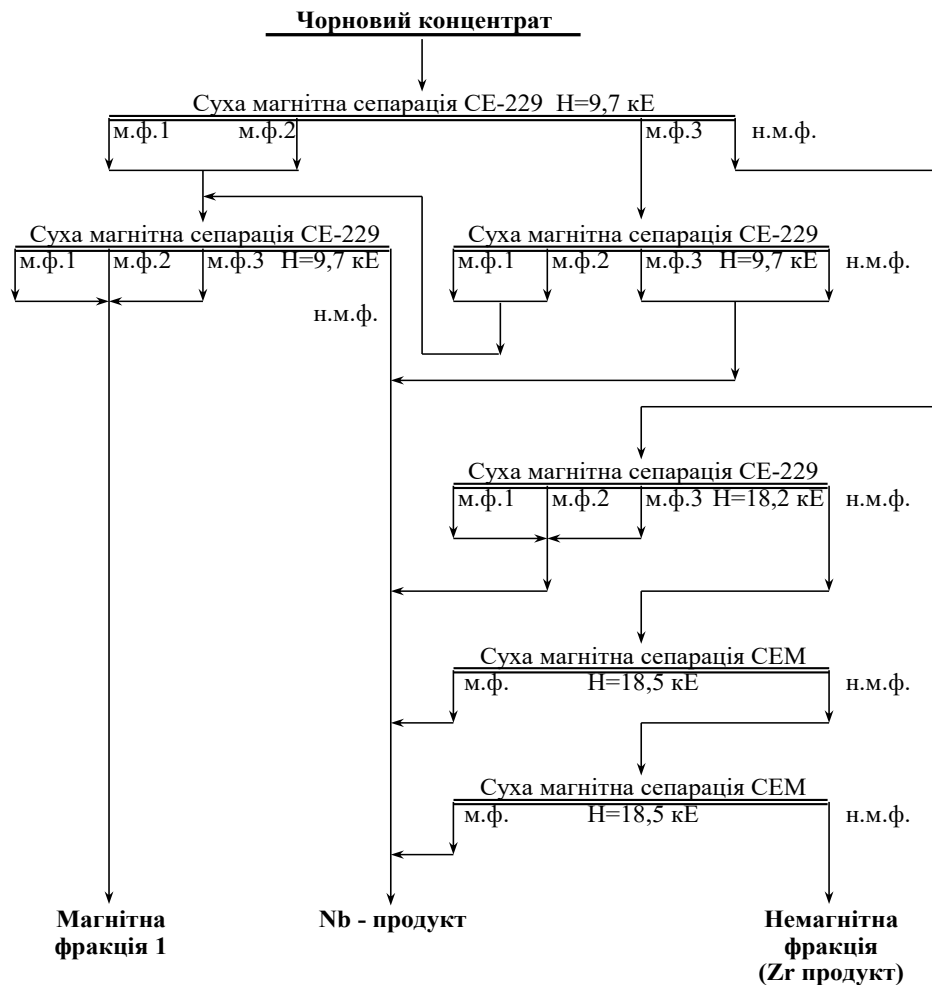 Чорновий концентрат
Суха магнітна сепарація СЕ-229 Н=9,7 кЕ
м.ф.1 м.ф.2 м.ф.3 н.м.ф.
Суха магнітна сепарація СЕ-229 Суха магнітна сепарація СЕ-229
м.ф.1 м.ф.2 м.ф.3 Н=9,7 кЕ м.ф.1 м.ф.2 м.ф.3 Н=9,7 кЕ н.м.ф.
н.м.ф.
Суха магнітна сепарація СЕ-229
м.ф.1 м.ф.2 м.ф.3 Н=18,2 кЕ н.м.ф.
Суха магнітна сепарація СЕМ
м.ф. Н=18,5 кЕ н.м.ф.
Суха магнітна сепарація СЕМ
м.ф. Н=18,5 кЕ н.м.ф.
Магнітна
фракція 1
Nb - продукт
Немагнітна
фракція
(Zr продукт)